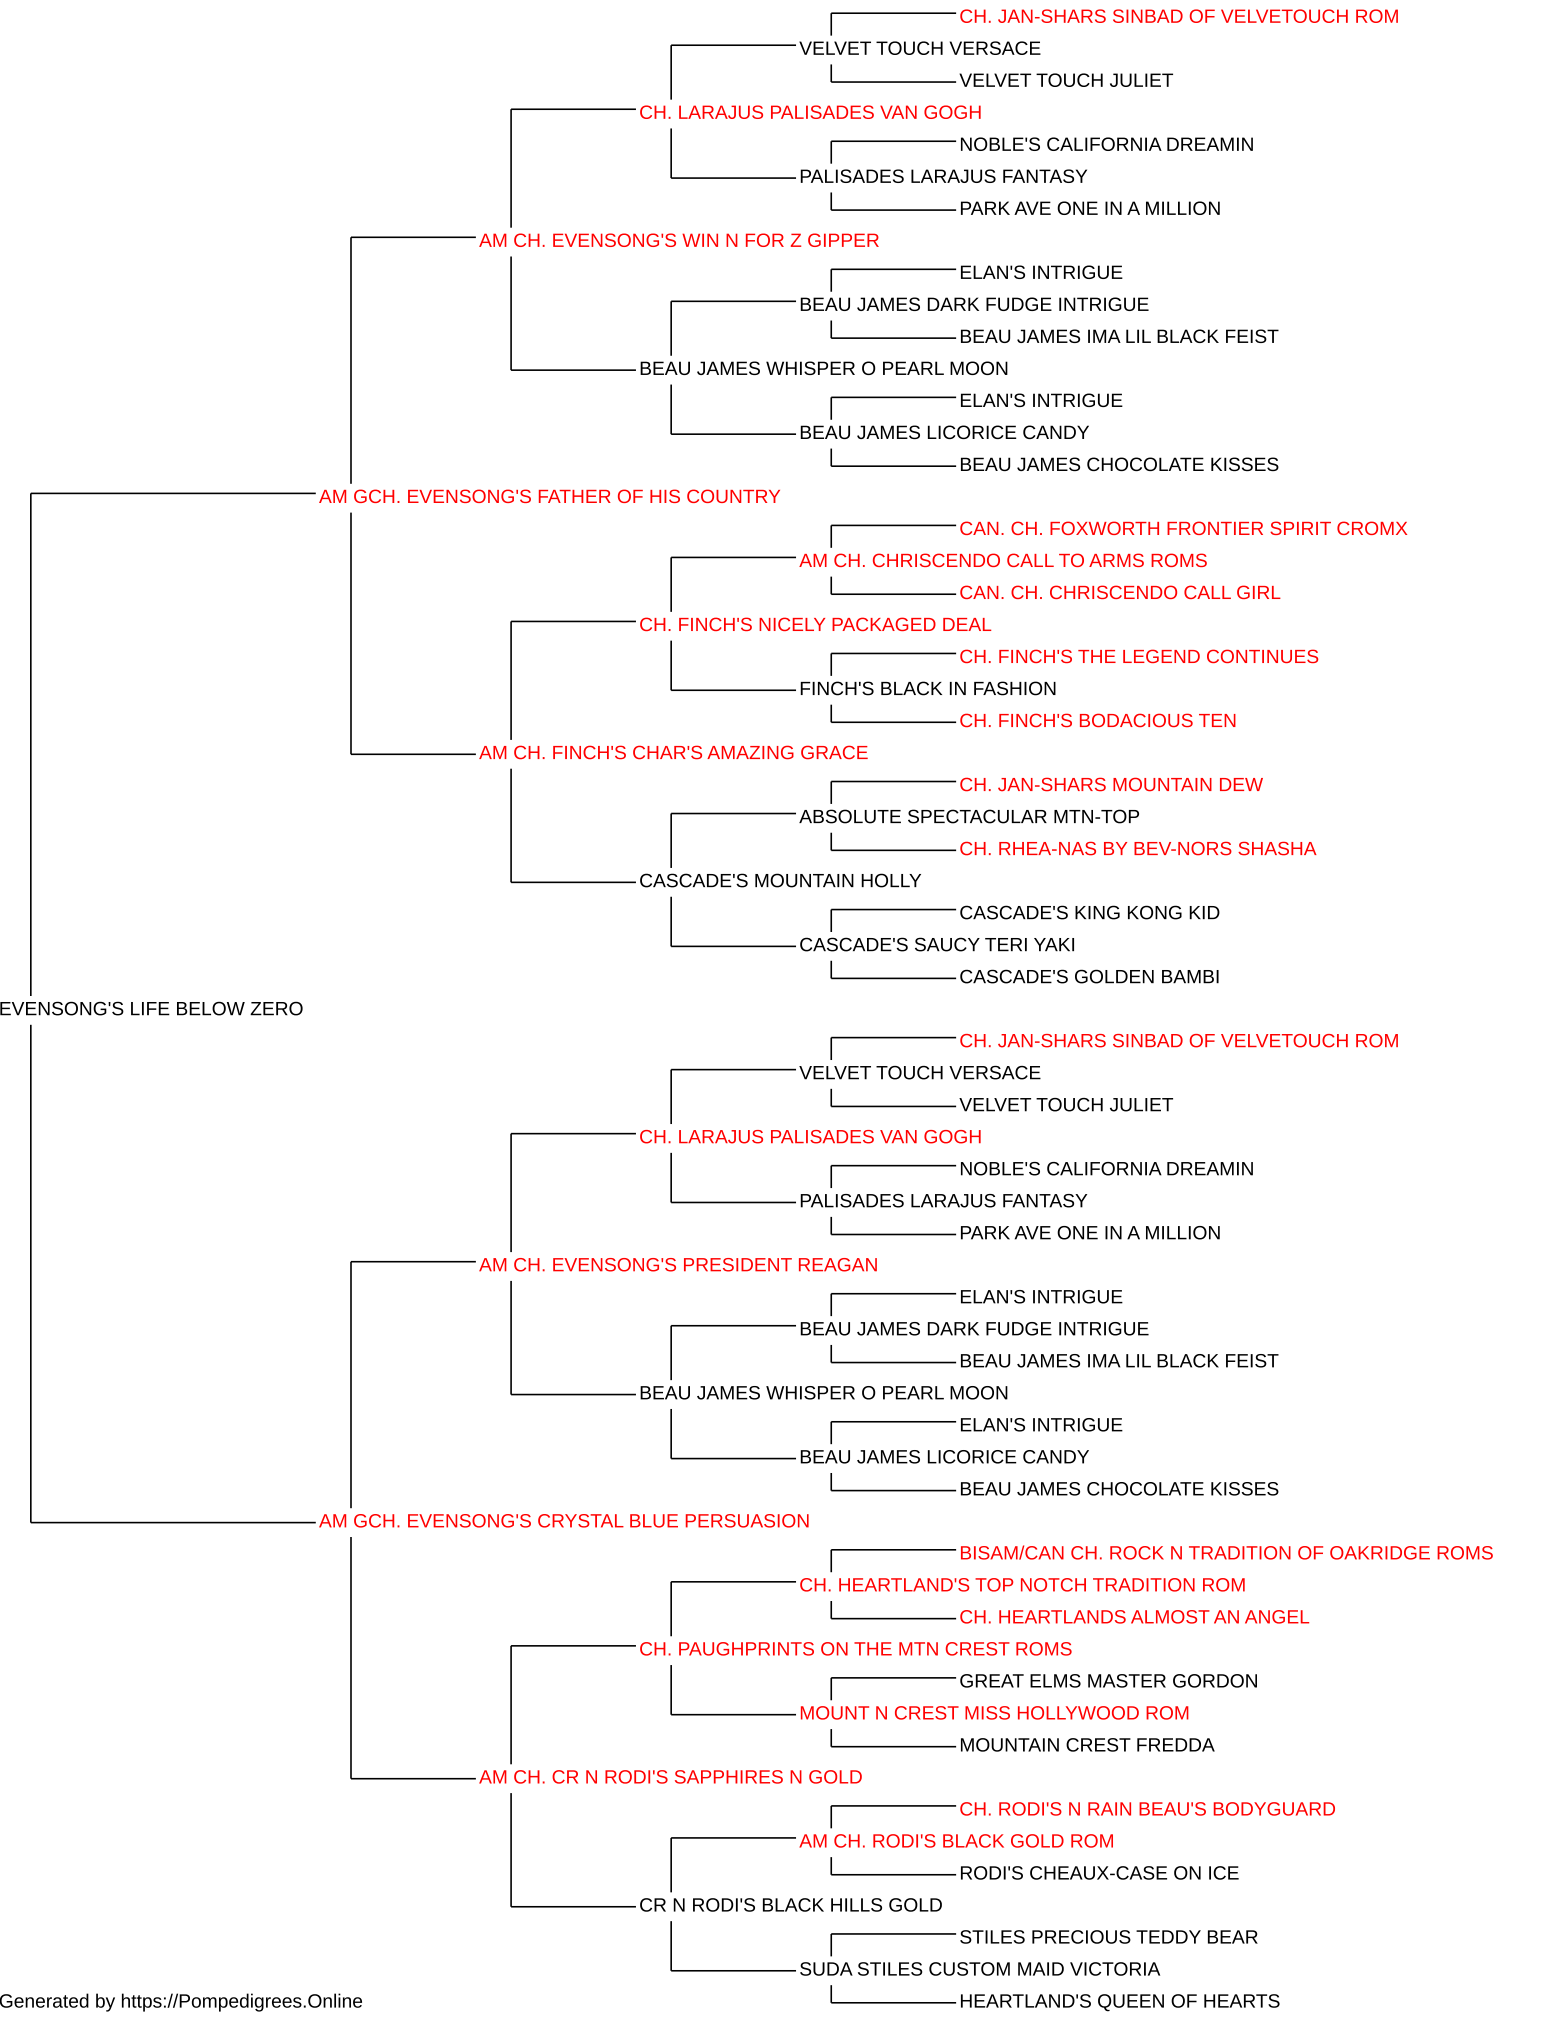 CH. JAN-SHARS SINBAD OF VELVETOUCH ROM
VELVET TOUCH VERSACE
VELVET TOUCH JULIET
CH. LARAJUS PALISADES VAN GOGH
NOBLE'S CALIFORNIA DREAMIN
PALISADES LARAJUS FANTASY
PARK AVE ONE IN A MILLION
AM CH. EVENSONG'S WIN N FOR Z GIPPER
ELAN'S INTRIGUE
BEAU JAMES DARK FUDGE INTRIGUE
BEAU JAMES IMA LIL BLACK FEIST
BEAU JAMES WHISPER O PEARL MOON
ELAN'S INTRIGUE
BEAU JAMES LICORICE CANDY
BEAU JAMES CHOCOLATE KISSES
AM GCH. EVENSONG'S FATHER OF HIS COUNTRY
CAN. CH. FOXWORTH FRONTIER SPIRIT CROMX
AM CH. CHRISCENDO CALL TO ARMS ROMS
CAN. CH. CHRISCENDO CALL GIRL
CH. FINCH'S NICELY PACKAGED DEAL
CH. FINCH'S THE LEGEND CONTINUES
FINCH'S BLACK IN FASHION
CH. FINCH'S BODACIOUS TEN
AM CH. FINCH'S CHAR'S AMAZING GRACE
CH. JAN-SHARS MOUNTAIN DEW
ABSOLUTE SPECTACULAR MTN-TOP
CH. RHEA-NAS BY BEV-NORS SHASHA
CASCADE'S MOUNTAIN HOLLY
CASCADE'S KING KONG KID
CASCADE'S SAUCY TERI YAKI
CASCADE'S GOLDEN BAMBI
EVENSONG'S LIFE BELOW ZERO
CH. JAN-SHARS SINBAD OF VELVETOUCH ROM
VELVET TOUCH VERSACE
VELVET TOUCH JULIET
CH. LARAJUS PALISADES VAN GOGH
NOBLE'S CALIFORNIA DREAMIN
PALISADES LARAJUS FANTASY
PARK AVE ONE IN A MILLION
AM CH. EVENSONG'S PRESIDENT REAGAN
ELAN'S INTRIGUE
BEAU JAMES DARK FUDGE INTRIGUE
BEAU JAMES IMA LIL BLACK FEIST
BEAU JAMES WHISPER O PEARL MOON
ELAN'S INTRIGUE
BEAU JAMES LICORICE CANDY
BEAU JAMES CHOCOLATE KISSES
AM GCH. EVENSONG'S CRYSTAL BLUE PERSUASION
BISAM/CAN CH. ROCK N TRADITION OF OAKRIDGE ROMS
CH. HEARTLAND'S TOP NOTCH TRADITION ROM
CH. HEARTLANDS ALMOST AN ANGEL
CH. PAUGHPRINTS ON THE MTN CREST ROMS
GREAT ELMS MASTER GORDON
MOUNT N CREST MISS HOLLYWOOD ROM
MOUNTAIN CREST FREDDA
AM CH. CR N RODI'S SAPPHIRES N GOLD
CH. RODI'S N RAIN BEAU'S BODYGUARD
AM CH. RODI'S BLACK GOLD ROM
RODI'S CHEAUX-CASE ON ICE
CR N RODI'S BLACK HILLS GOLD
STILES PRECIOUS TEDDY BEAR
SUDA STILES CUSTOM MAID VICTORIA
HEARTLAND'S QUEEN OF HEARTS
Generated by https://Pompedigrees.Online